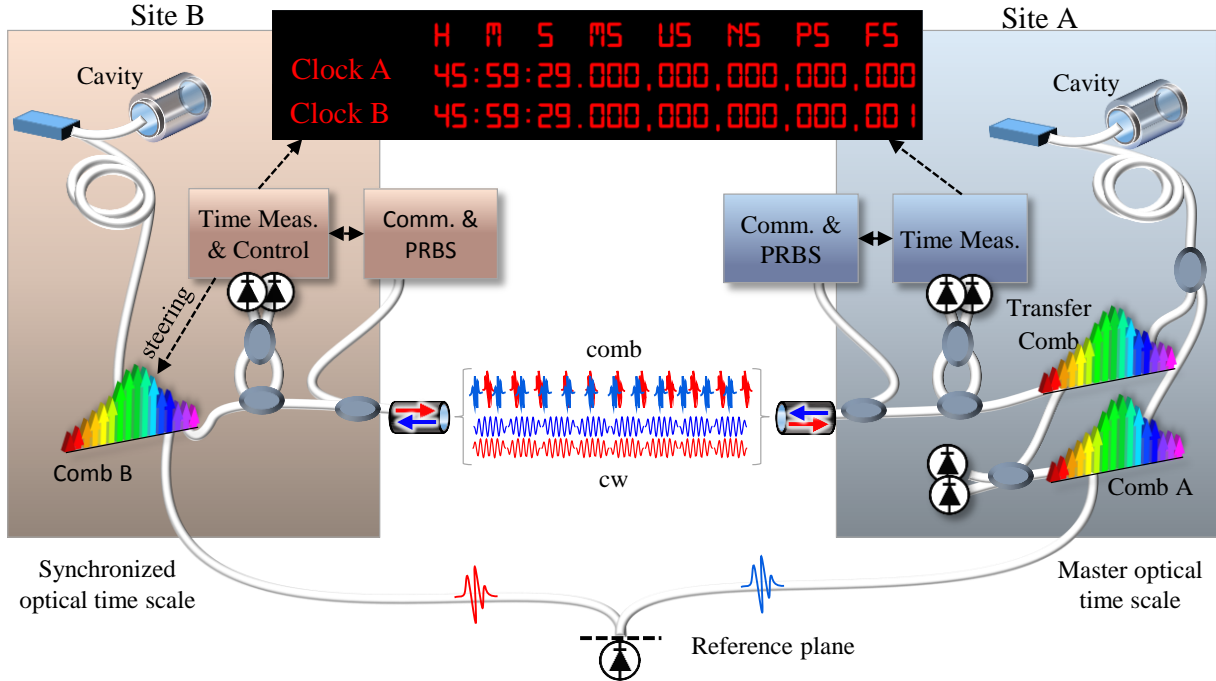 Site B
Site A
H M S MS US NS PS FS
Clock A 45:59:29.000,000,000,000,000
Clock B 45:59:29.000,000,000,000,001
Cavity
Cavity
Time Meas.
& Control
Comm. &
PRBS
Comm. &
PRBS
Time Meas.
steering
Transfer
Comb
comb
cw
Comb B
Comb A
Synchronized
optical time scale
Master optical
time scale
Reference plane